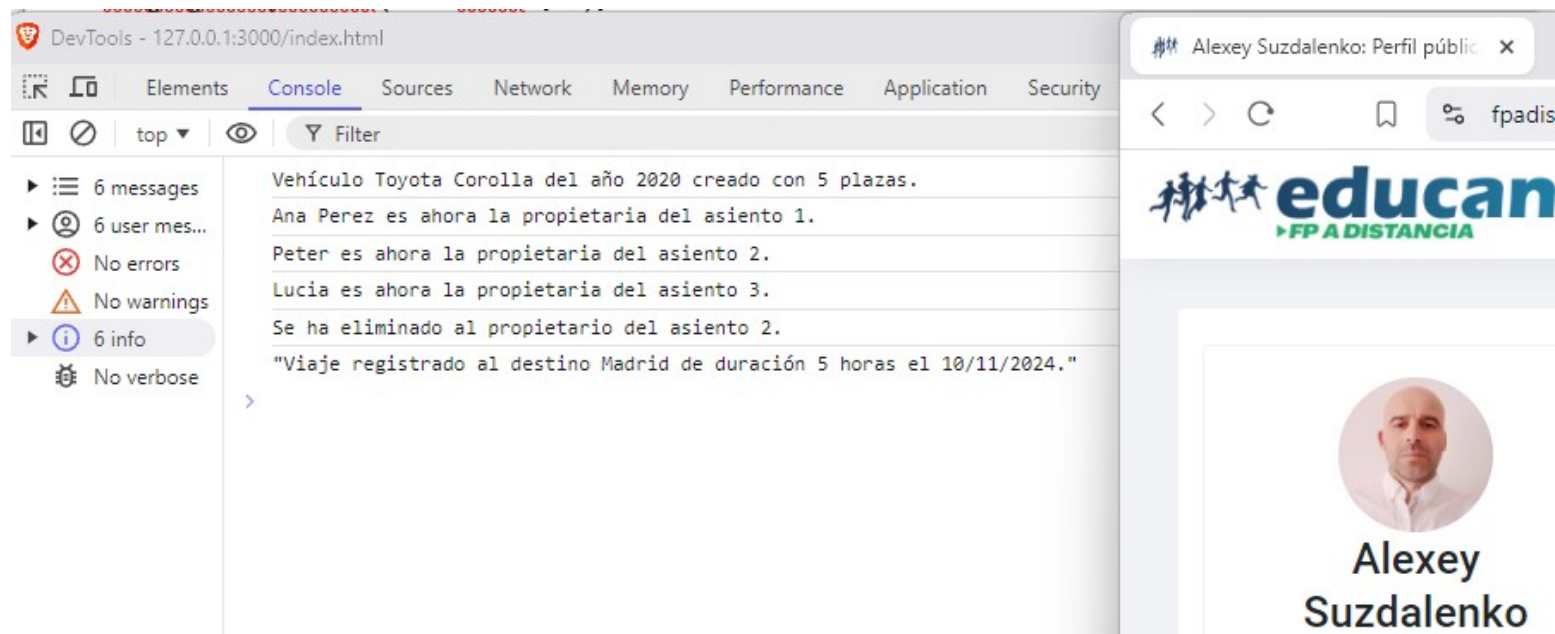 DevTools - 127.0.0.1:3000/index.html
Elements Console Sources Network Memory Performance Application Security
top Filter
6 messages
6 user mes...
No errors
No warnings
6 info
No verbose
Vehículo Toyota Corolla del año 2020 creado con 5 plazas.
Ana Perez es ahora la propietaria del asiento 1.
Peter es ahora la propietaria del asiento 2.
Lucia es ahora la propietaria del asiento 3.
Se ha eliminado al propietario del asiento 2.
"Viaje registrado al destino Madrid de duración 5 horas el 10/11/2024."
>
Alexey Suzdalenko: Perfil públic
fpadis
educan
FP A DISTANCIA
Alexey
Suzdalenko